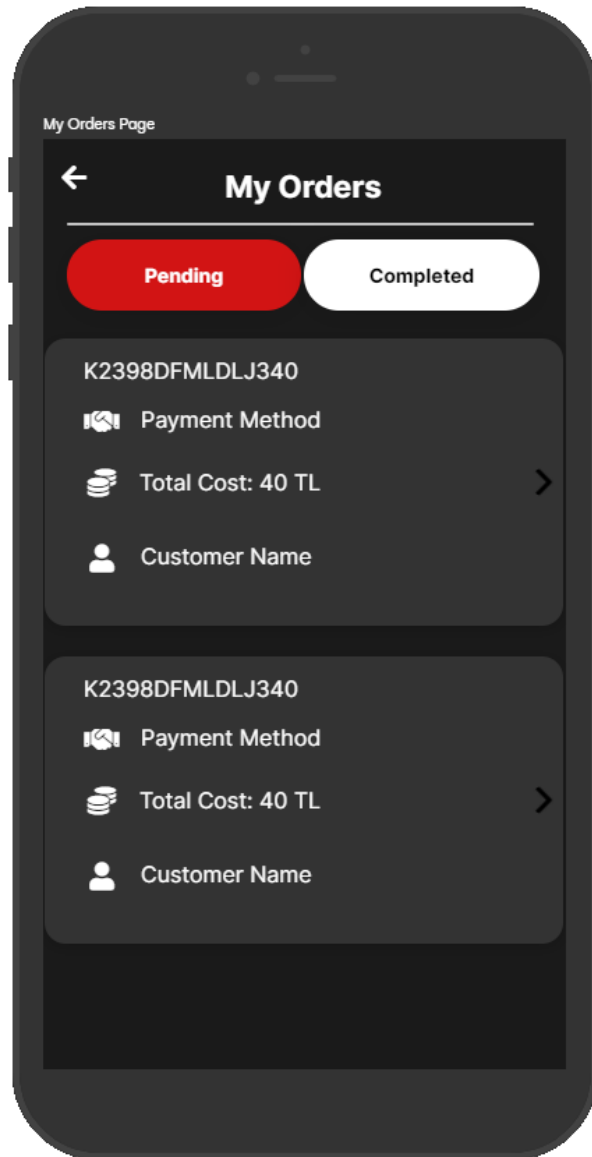 My Orders Page
My Orders
Pending
Completed
K2398DFMLDLJ340
Payment Method
Total Cost: 40 TL
Customer Name
K2398DFMLDLJ340
Payment Method
Total Cost: 40 TL
Customer Name